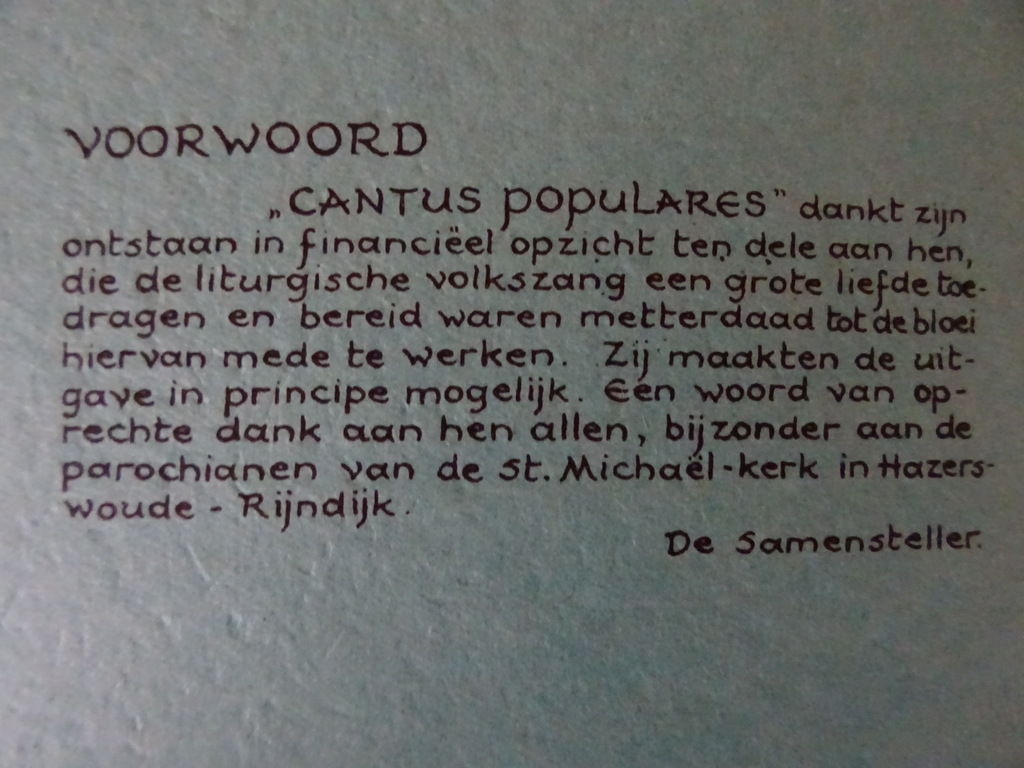 VOORWOORD
„CANTUS POPULARES” dankt zijn
ontstaan in financiëel opzicht ten dele aan hen,
die de liturgische volkszang een grote liefde toe-
dragen en bereid waren metterdaad tot de bloei
hiervan mede te werken. Zij maakten de uit-
gave in principe mogelijk. Eén woord van op-
rechte dank aan hen allen, bijzonder aan de
parochianen van de St. Michaël-kerk in Hazers-
woude - Rijndijk.
De Samensteller.